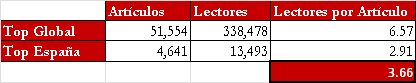 Artículos Lectores Lectores por Artículo
Top Global 51,554 338,478 6.57
Top España 4,641 13,493 2.91
3.66